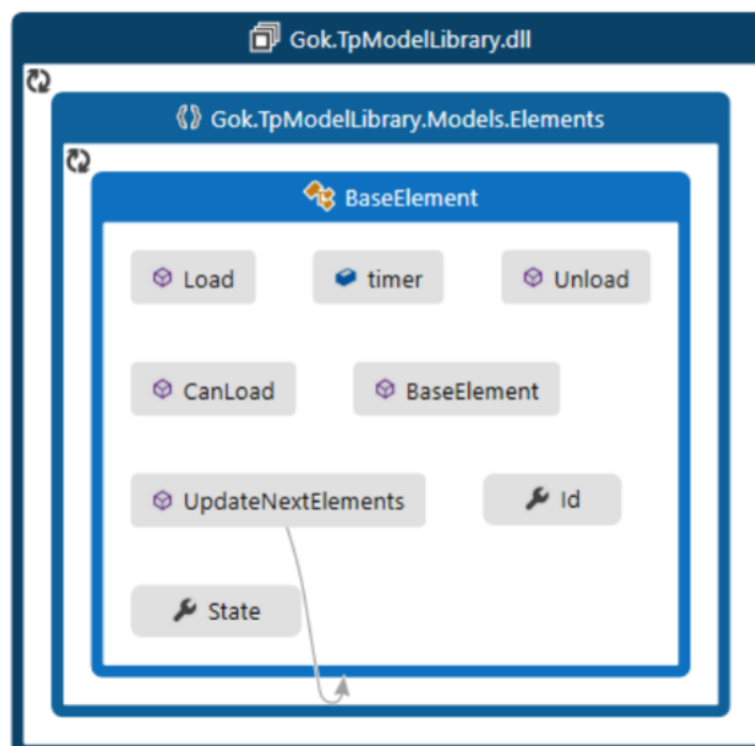 Gok.TpModelLibrary.dll
Gok.TpModelLibrary.Models.Elements
BaseElement
Load timer Unload
CanLoad BaseElement
UpdateNextElements Id
State